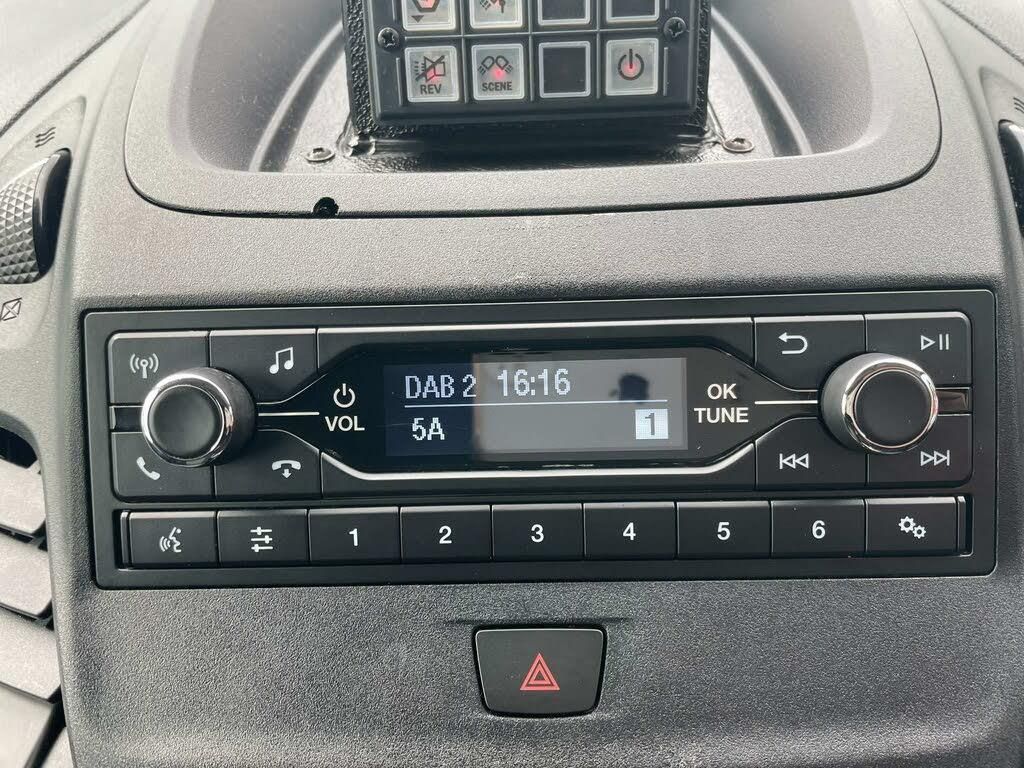 REV SCENE
DAB 2 16:16
5A 1
VOL
OK
TUNE
1 2 3 4 5 6